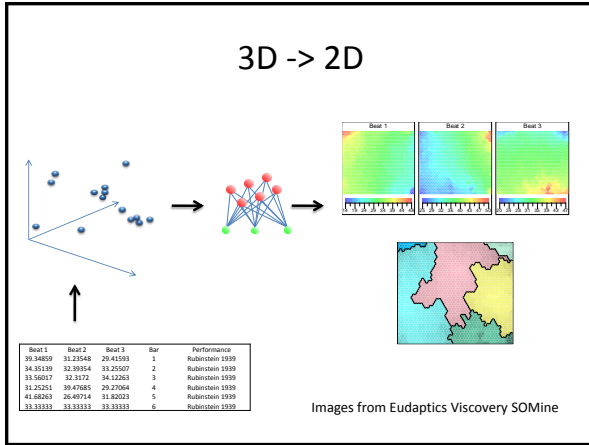 3D -> 2D
Beat 1 Beat 2 Beat 3
Beat 1 Beat 2 Beat 3 Bar Performance
39.34859 31.23548 29.41593 1 Rubinstein 1939
34.35139 32.39354 33.25507 2 Rubinstein 1939
33.56017 32.3172 34.12263 3 Rubinstein 1939
31.25251 39.47685 29.27064 4 Rubinstein 1939
41.68263 26.49714 31.82023 5 Rubinstein 1939
33.33333 33.33333 33.33333 6 Rubinstein 1939
Images from Eudaptics Viscovery SOMine